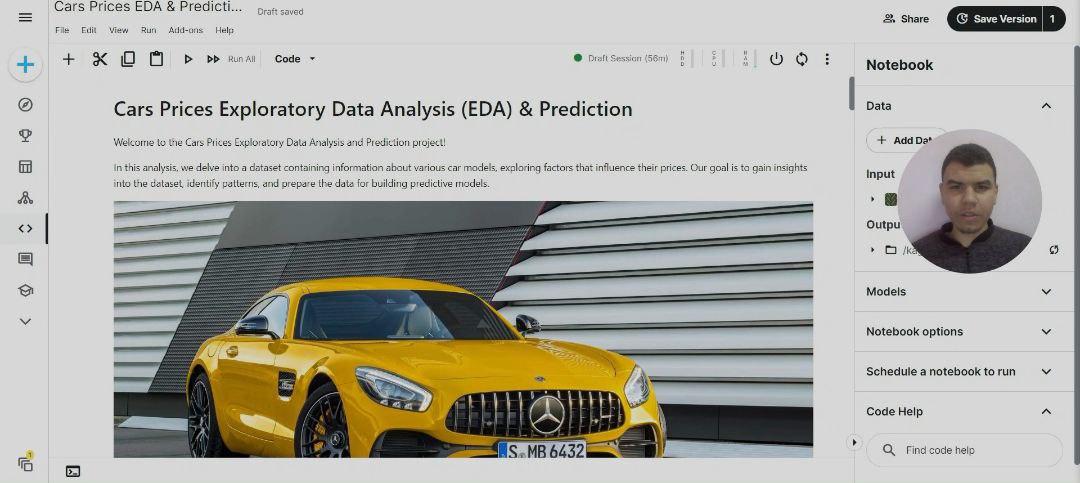 Cars Prices EDA & Predicti...
Draft saved
File Edit View Run Add-ons Help
Share
Save Version 1
Run All
Code
Draft Session (56m)
HDD
CPU
RAM
Notebook
Cars Prices Exploratory Data Analysis (EDA) & Prediction
Welcome to the Cars Prices Exploratory Data Analysis and Prediction project!
In this analysis, we delve into a dataset containing information about various car models, exploring factors that influence their prices. Our goal is to gain insights
into the dataset, identify patterns, and prepare the data for building predictive models.
S MB 6432
Data
+ Add Dat
Input
Outpu
/ka
Models
Notebook options
Schedule a notebook to run
Code Help
Find code help
1